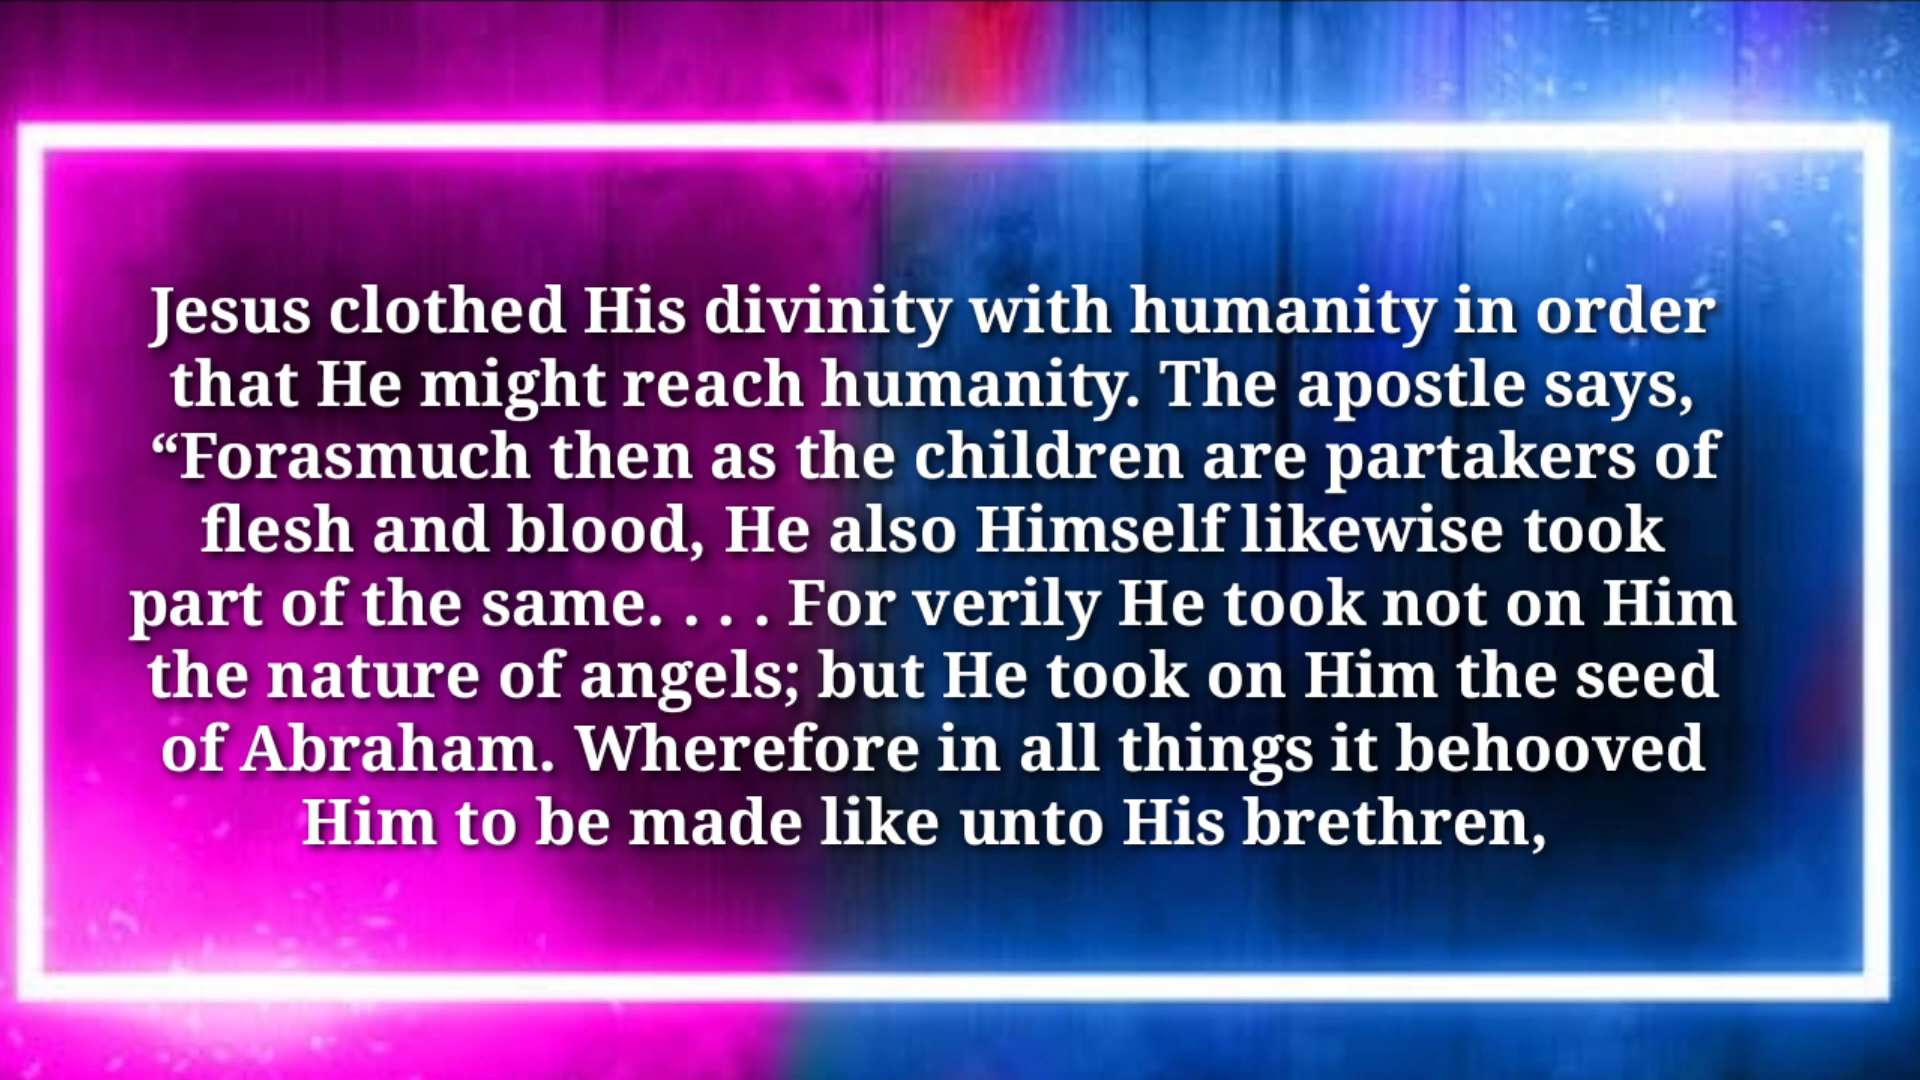 Jesus clothed His divinity with humanity in order
that He might reach humanity. The apostle says,
“Forasmuch then as the children are partakers of
flesh and blood, He also Himself likewise took
part of the same. . . . For verily He took not on Him
the nature of angels; but He took on Him the seed
of Abraham. Wherefore in all things it behooved
Him to be made like unto His brethren,